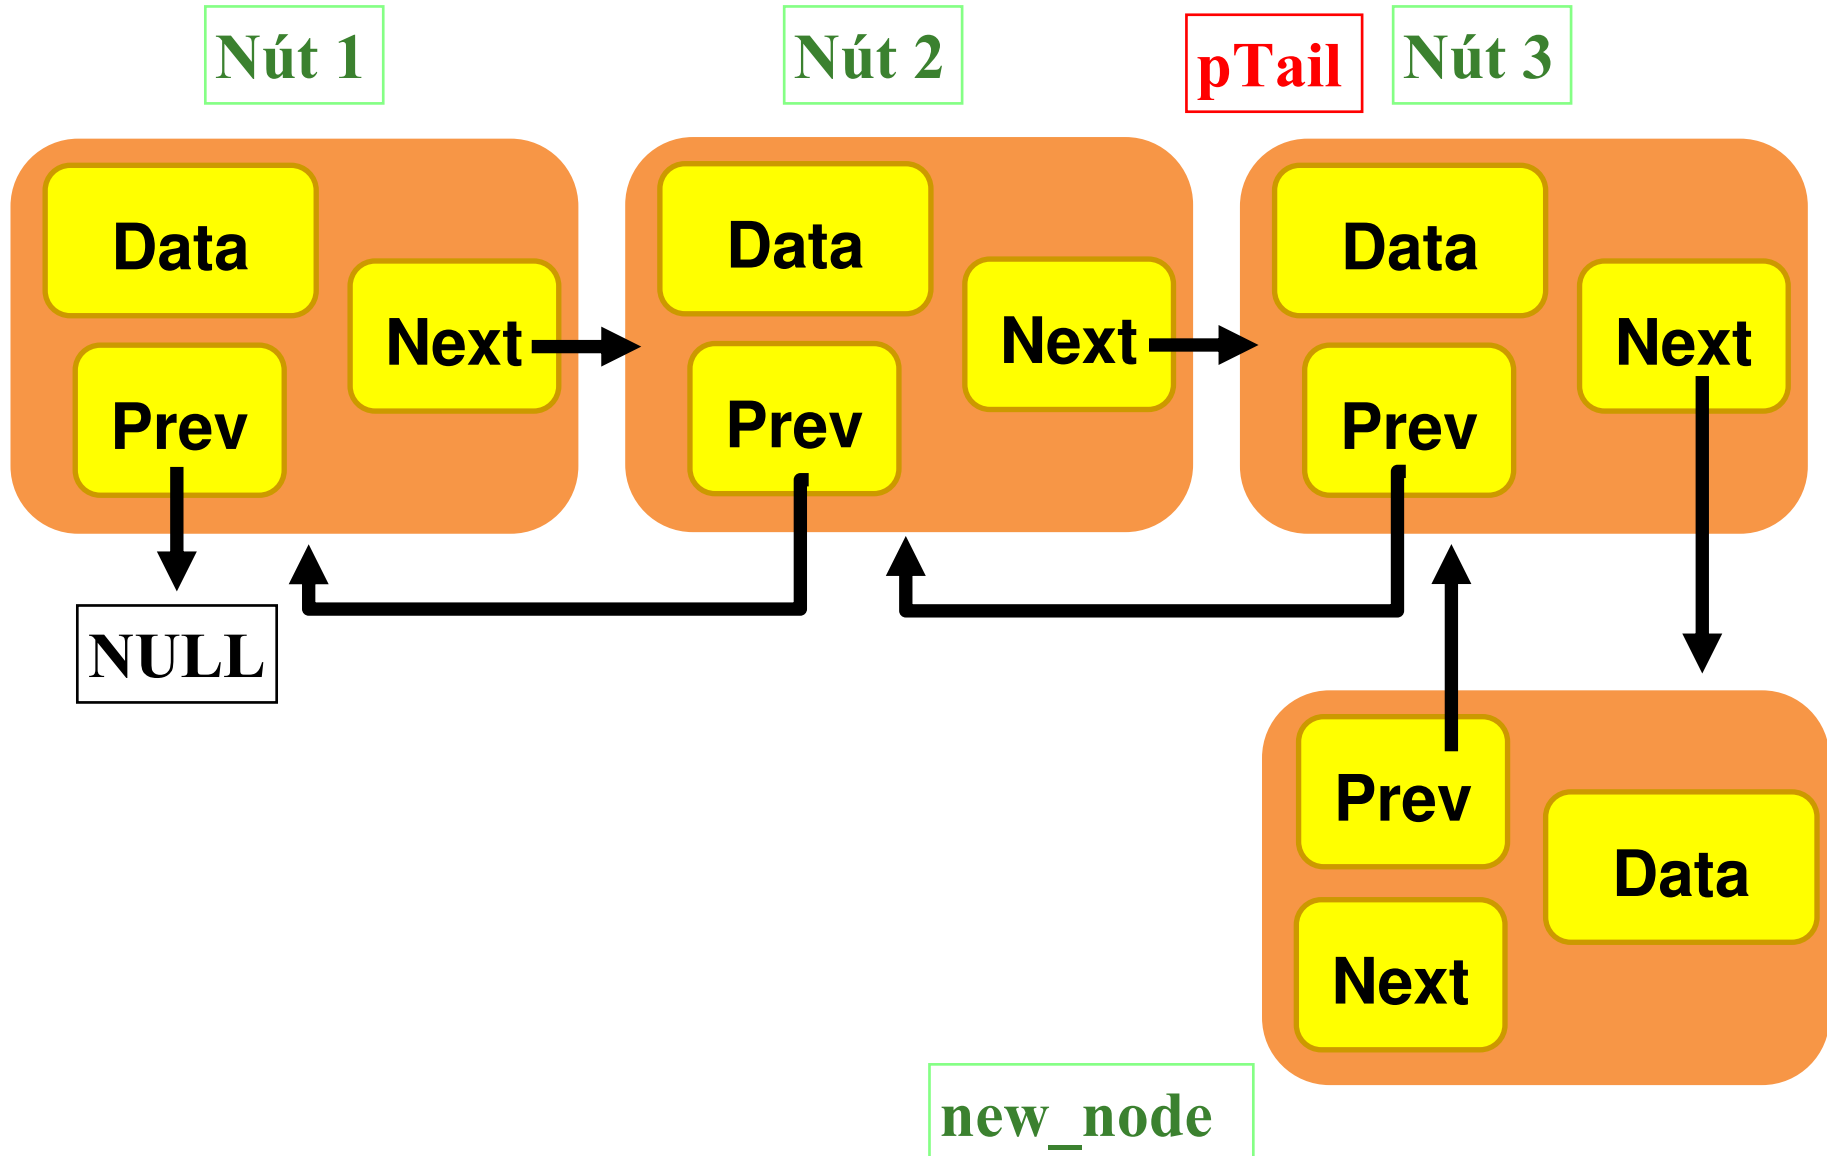 Nút 1
Nút 2
pTail
Nút 3
Data
Next
Prev
Data
Next
Prev
Data
Next
Prev
NULL
Prev
Data
Next
new_node